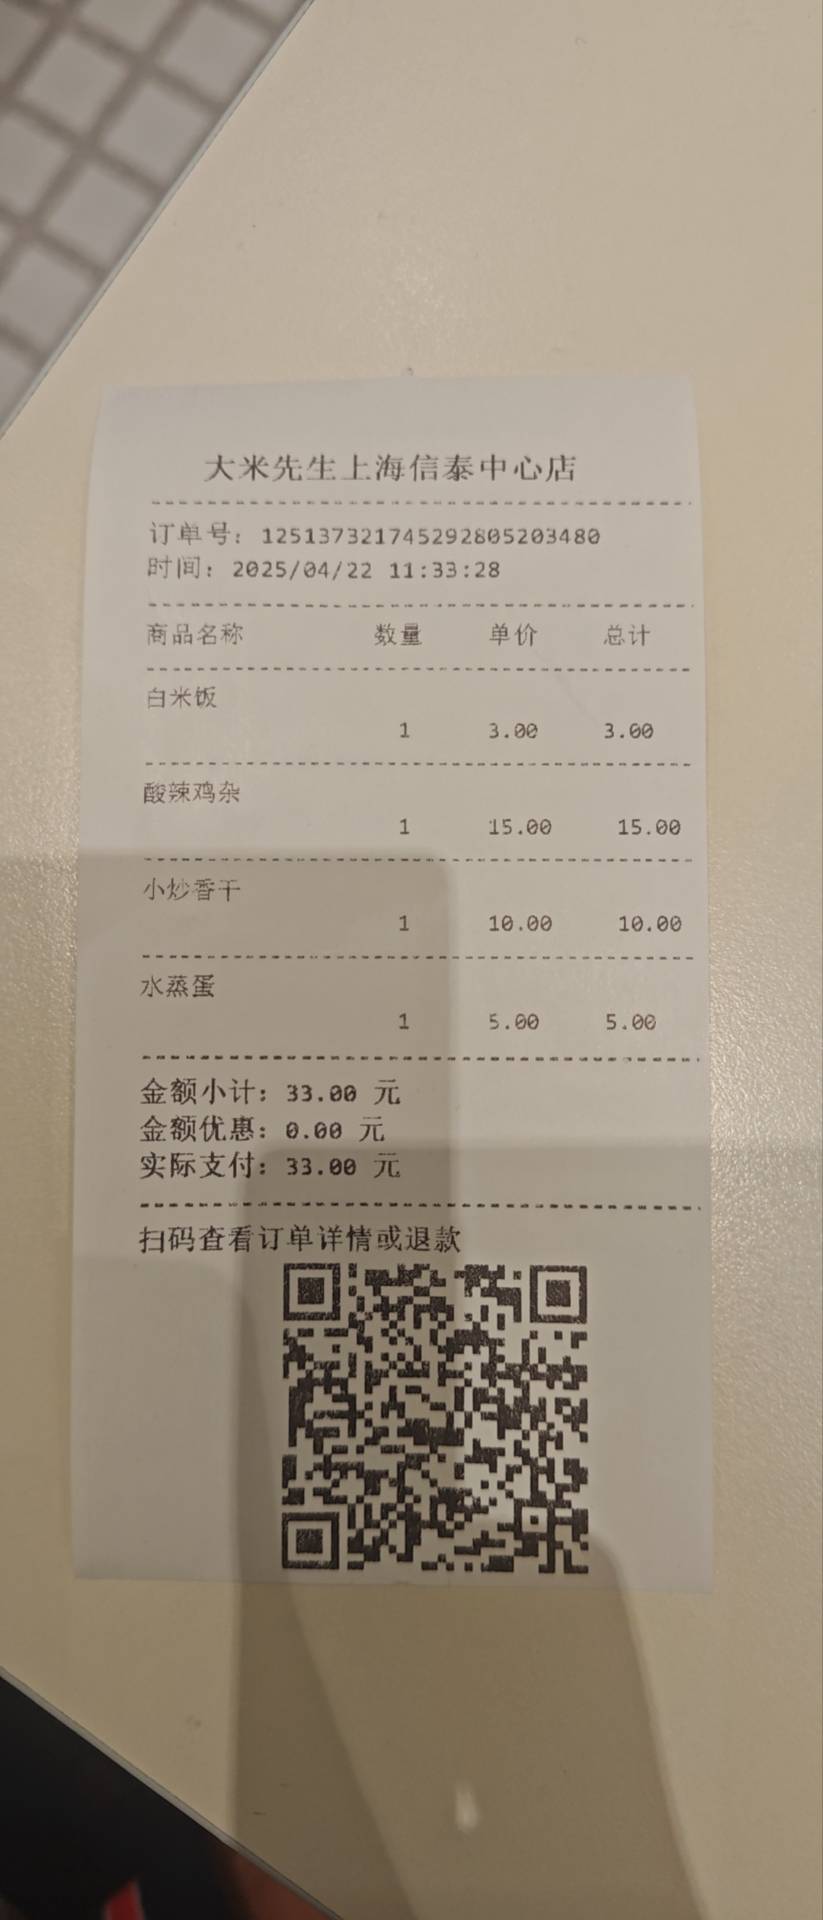 大米先生上海信泰中心店
订单号：125137321745292805203480
时间：2025/04/22 11:33:28
商品名称 数量 单价 总计
白米饭
1 3.00 3.00
酸辣鸡杂
1 15.00 15.00
小炒香干
1 10.00 10.00
水蒸蛋
1 5.00 5.00
金额小计：33.00 元
金额优惠：0.00 元
实际支付：33.00 元
扫码查看订单详情或退款